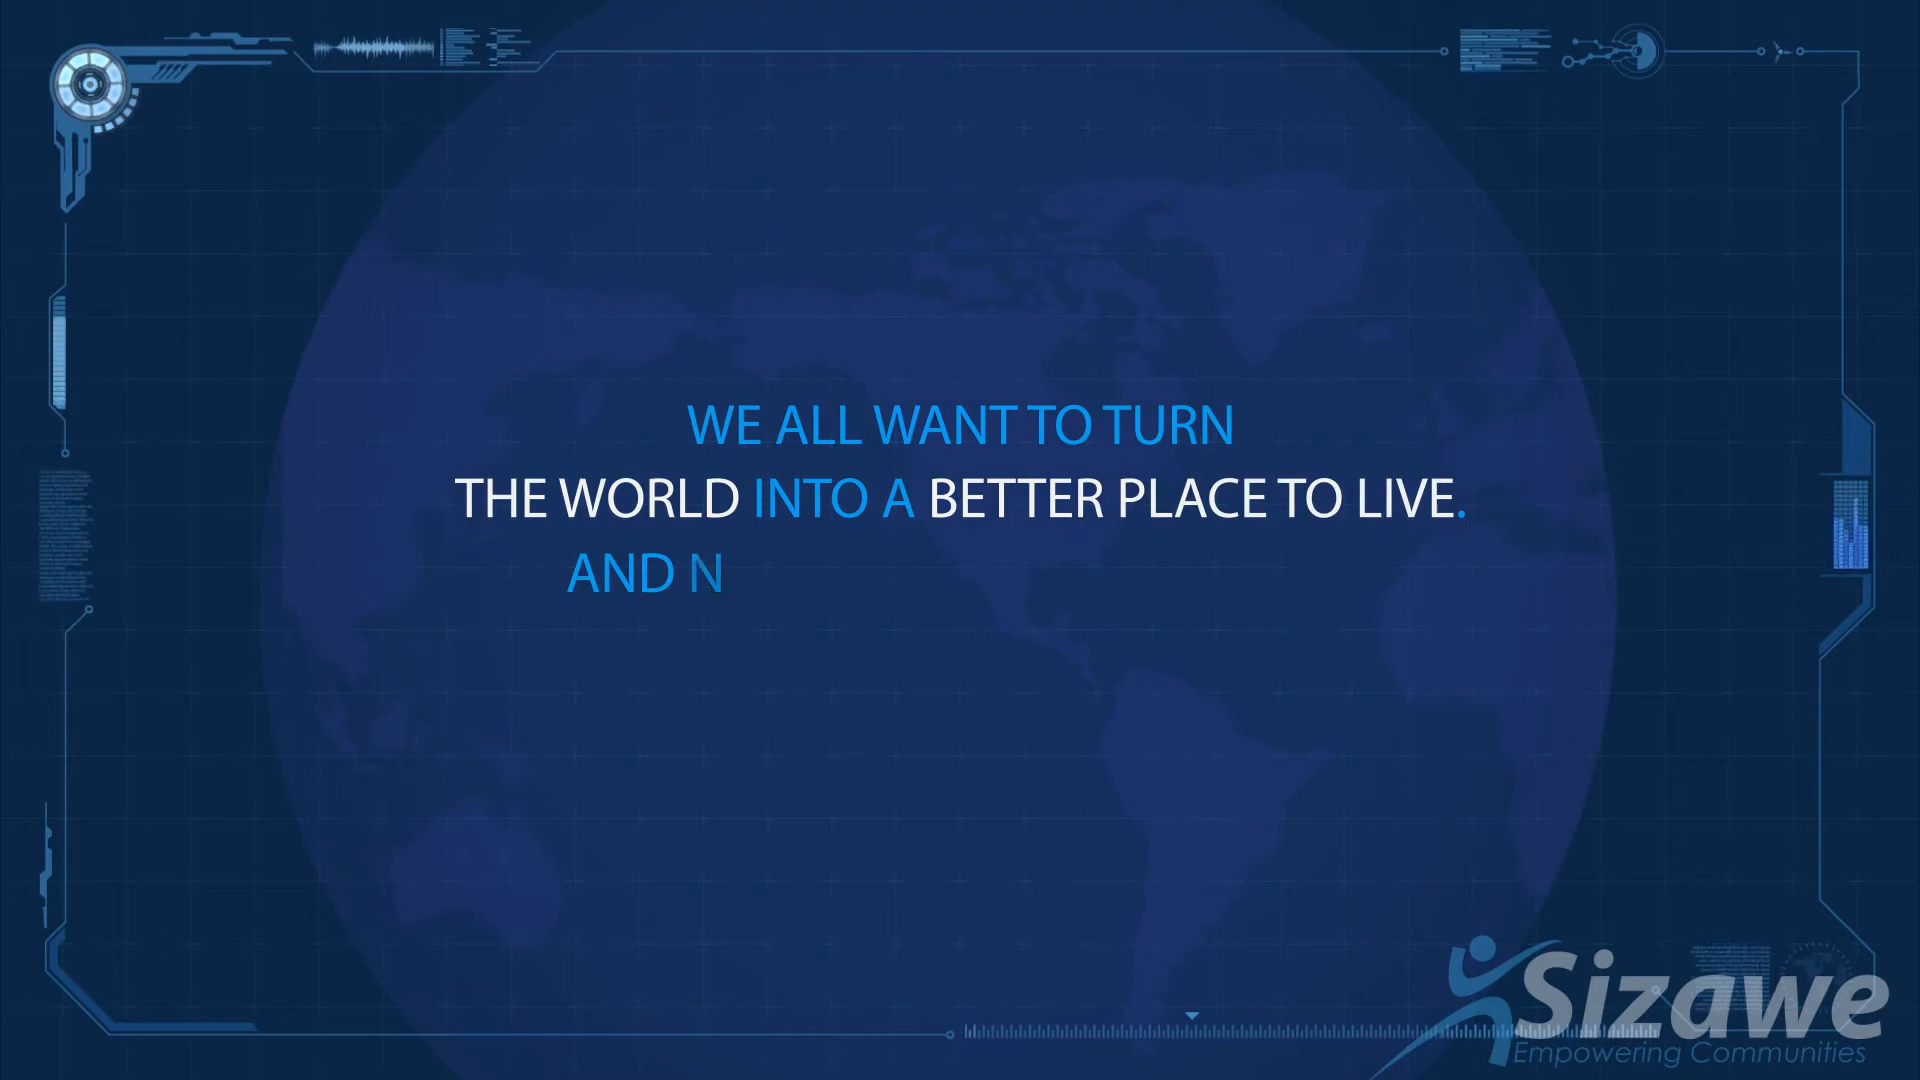 WE ALL WANT TO TURN
THE WORLD INTO A BETTER PLACE TO LIVE.
AND N
Sizawe
Empowering Communities